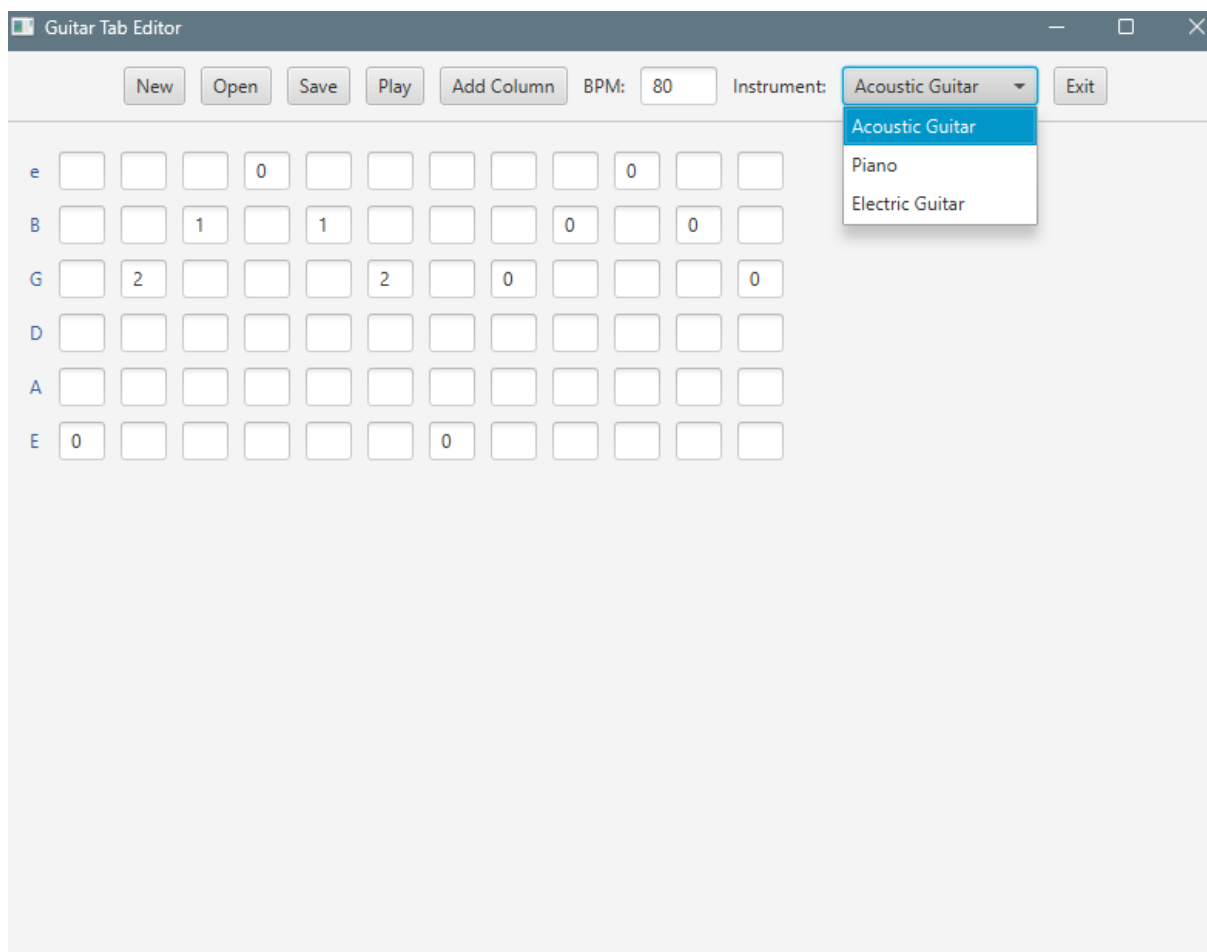 Guitar Tab Editor
New Open Save Play Add Column BPM: 80 Instrument: Acoustic Guitar Exit
Acoustic Guitar
Piano
Electric Guitar
e 0 0
B 1 1 0 0
G 2 2 0 0
D
A
E 0 0